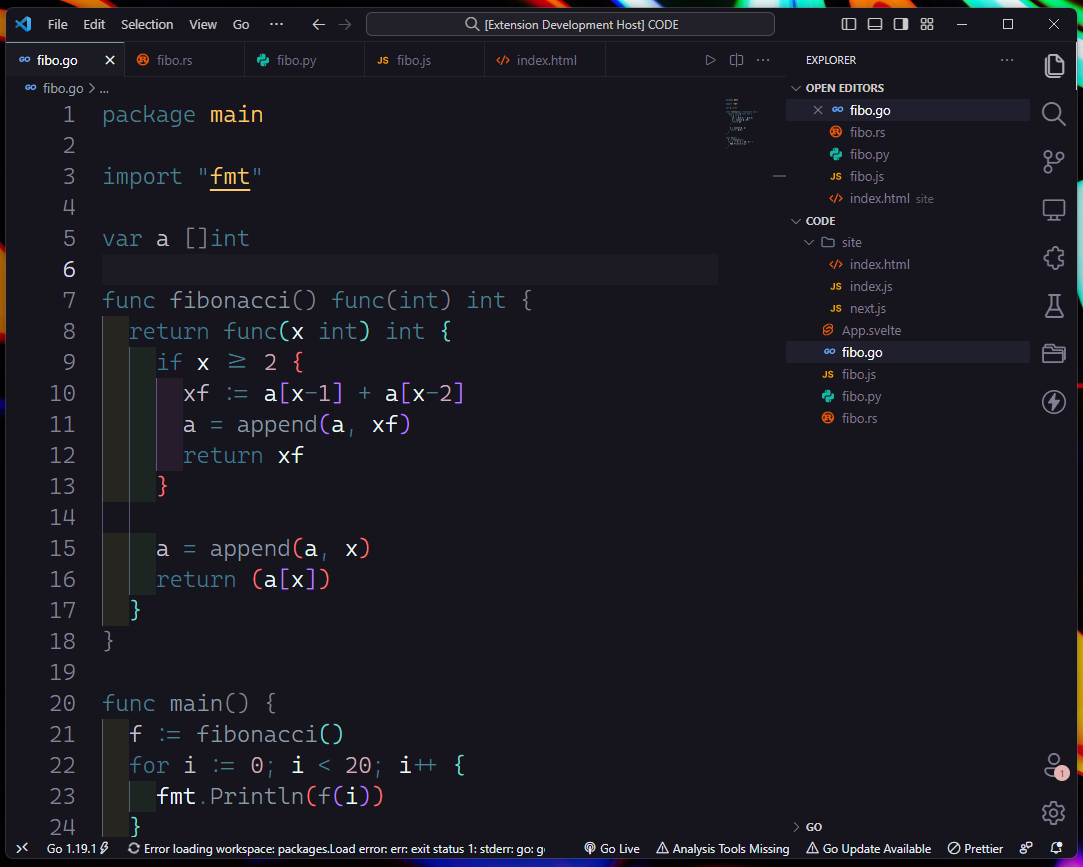 File Edit Selection View Go ··· [Extension Development Host] CODE
fibo.go fibo.rs fibo.py JS fibo.js index.html
fibo.go > ...
1 package main
2
3 import "fmt"
4
5 var a []int
6
7 func fibonacci() func(int) int {
8 return func(x int) int {
9 if x ≥ 2 {
10 xf := a[x-1] + a[x-2]
11 a = append(a, xf)
12 return xf
13 }
14
15 a = append(a, x)
16 return (a[x])
17 }
18 }
19
20 func main() {
21 f := fibonacci()
22 for i := 0; i < 20; i++ {
23 fmt.Println(f(i))
24 }
EXPLORER
OPEN EDITORS
fibo.go
fibo.rs
fibo.py
JS fibo.js
index.html site
CODE
site
index.html
JS index.js
JS next.js
App.svelte
fibo.go
JS fibo.js
fibo.py
fibo.rs
GO
1
Go 1.19.1 Error loading workspace: packages.Load error: err: exit status 1: stderr: go: g Go Live Analysis Tools Missing Go Update Available Prettier